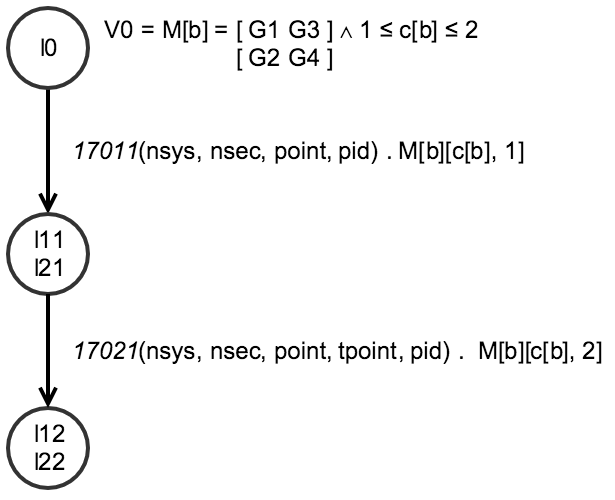 l0
V0 = M[b] = [ G1 G3 ] ∧ 1 ≤ c[b] ≤ 2
[ G2 G4 ]
17011(nsys, nsec, point, pid) . M[b][c[b], 1]
l11
l21
17021(nsys, nsec, point, tpoint, pid) . M[b][c[b], 2]
l12
l22